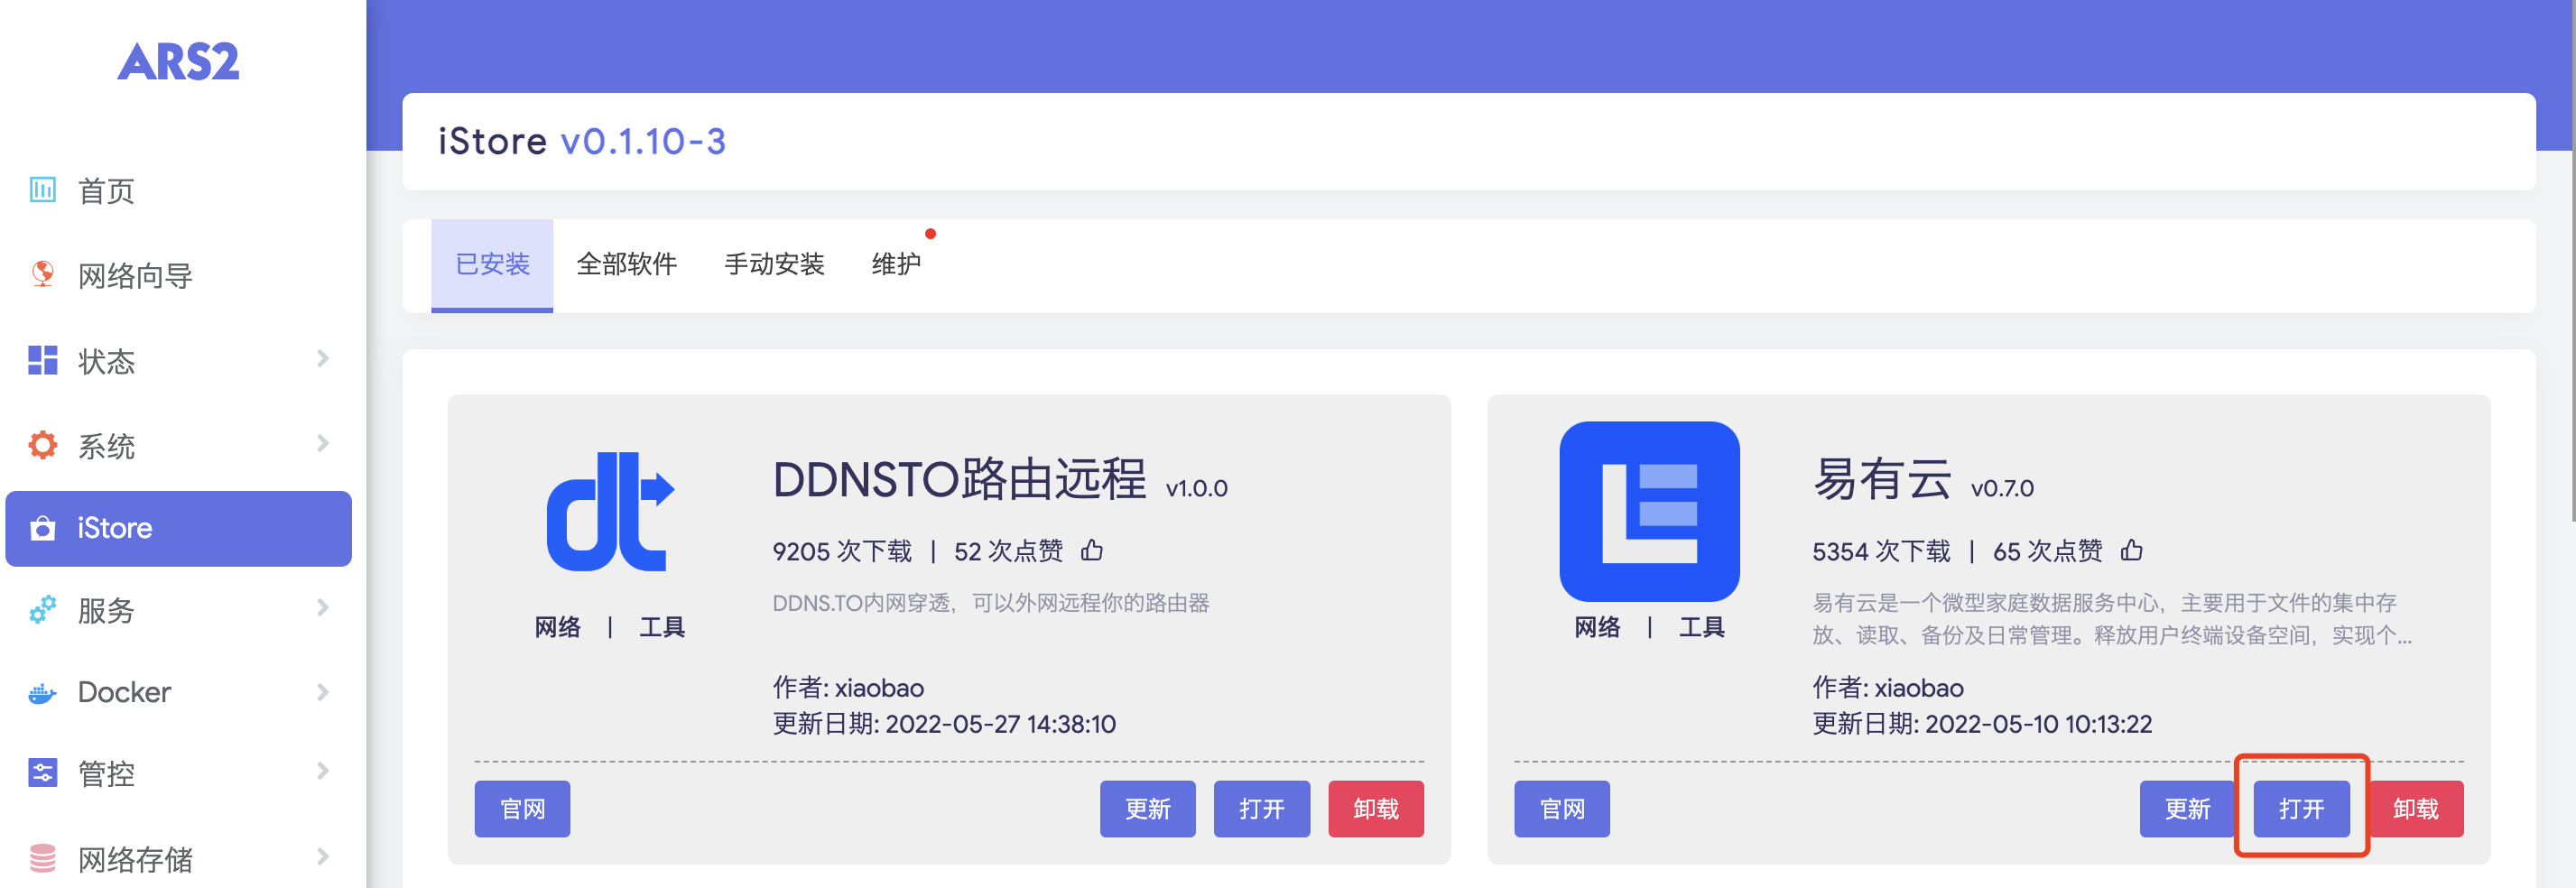 ARS2
首页
网络向导
状态
系统
iStore
服务
Docker
管控
网络存储
iStore v0.1.10-3
已安装 全部软件 手动安装 维护
DDNSTO路由远程 v1.0.0
9205 次下载 | 52 次点赞
DDNS.TO内网穿透，可以外网远程你的路由器
网络 | 工具
作者: xiaobao
更新日期: 2022-05-27 14:38:10
官网 更新 打开 卸载
易有云 v0.7.0
5354 次下载 | 65 次点赞
易有云是一个微型家庭数据服务中心，主要用于文件的集中存
放、读取、备份及日常管理。释放用户终端设备空间，实现个...
网络 | 工具
作者: xiaobao
更新日期: 2022-05-10 10:13:22
官网 更新 打开 卸载